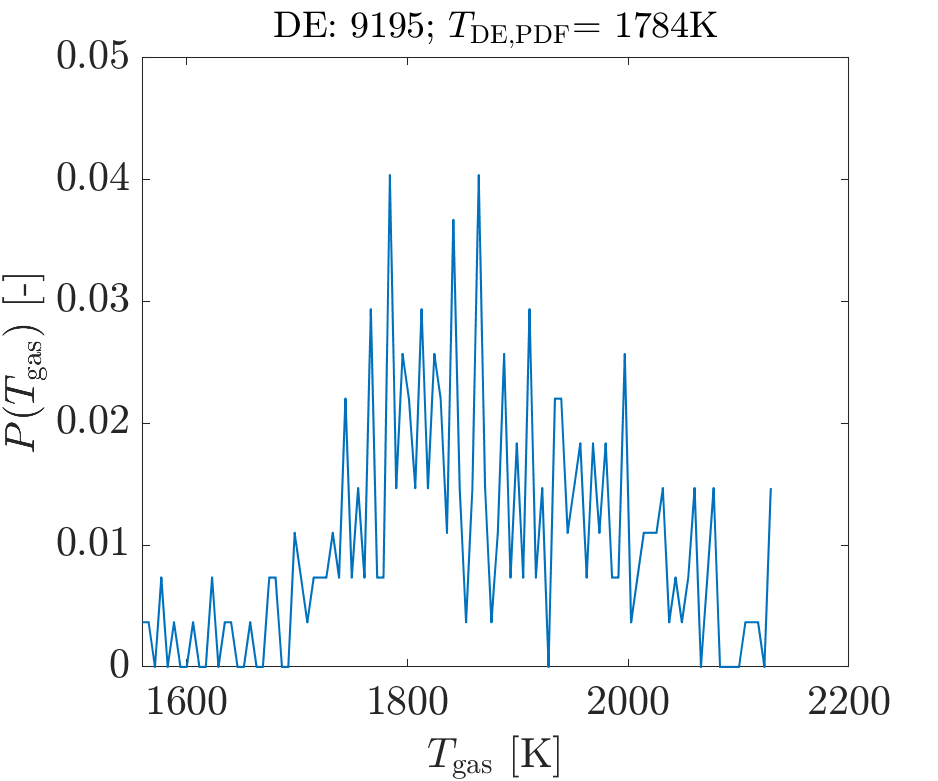 DE: 9195; T_DE,PDF= 1784K
0.05
0.04
0.03
0.02
0.01
0
P(T_gas) [-]
1600 1800 2000 2200
T_gas [K]